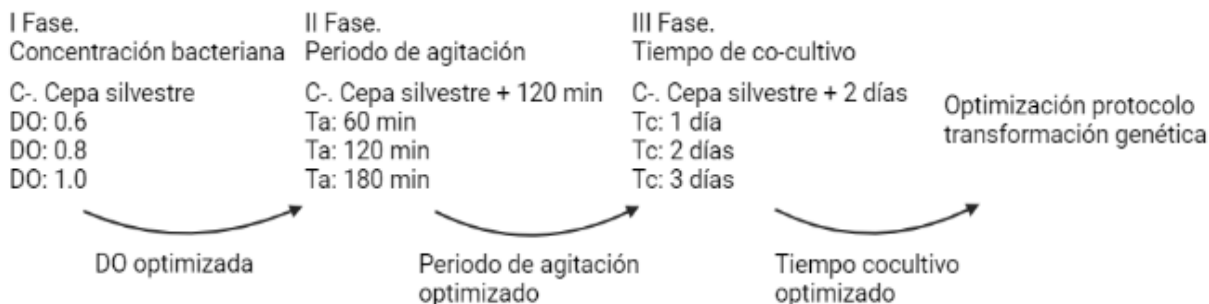 I Fase.
Concentración bacteriana
C-. Cepa silvestre
DO: 0.6
DO: 0.8
DO: 1.0
II Fase.
Periodo de agitación
C-. Cepa silvestre + 120 min
Ta: 60 min
Ta: 120 min
Ta: 180 min
III Fase.
Tiempo de co-cultivo
C-. Cepa silvestre + 2 días
Tc: 1 día
Tc: 2 días
Tc: 3 días
Optimización protocolo
transformación genética
DO optimizada
Periodo de agitación
optimizado
Tiempo cocultivo
optimizado